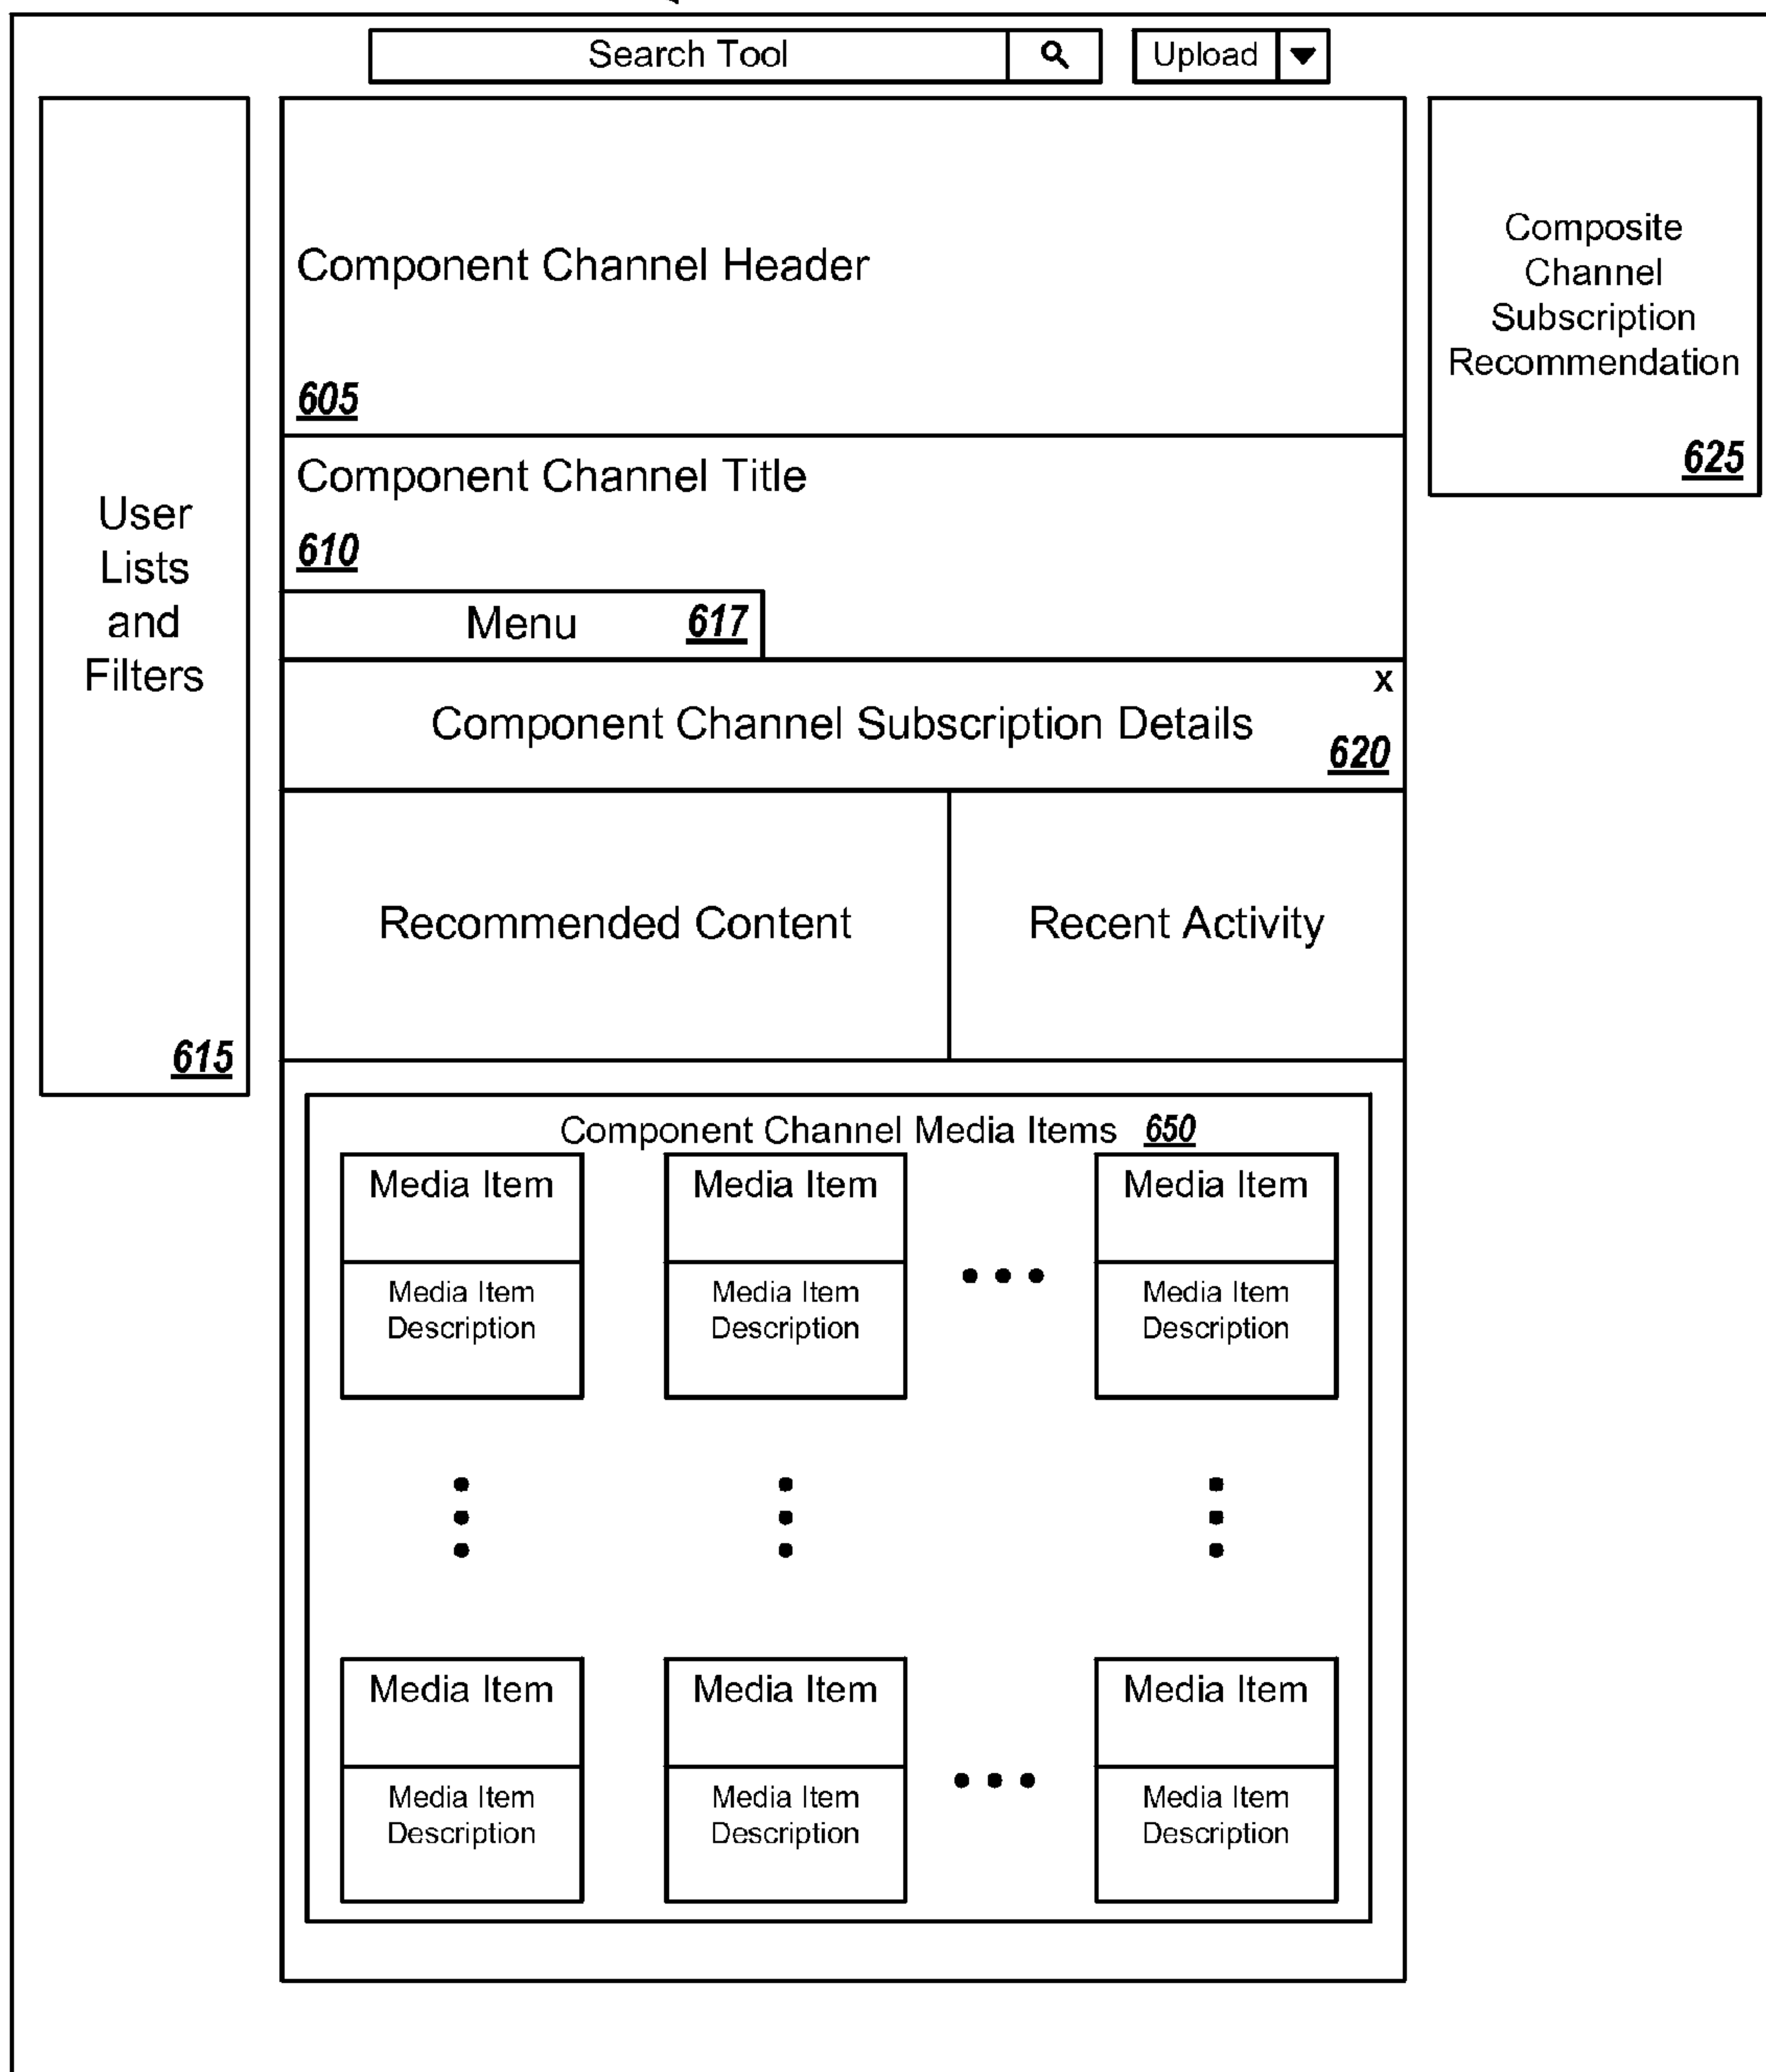 Search Tool
Upload
User
Lists
and
Filters
615
Component Channel Header
605
Component Channel Title
610
Menu 617
x
Component Channel Subscription Details
620
Recommended Content
Recent Activity
Composite
Channel
Subscription
Recommendation
625
Component Channel Media Items 650
Media Item
Media Item
Description
Media Item
Media Item
Description
Media Item
Media Item
Description
Media Item
Media Item
Description
Media Item
Media Item
Description
Media Item
Media Item
Description